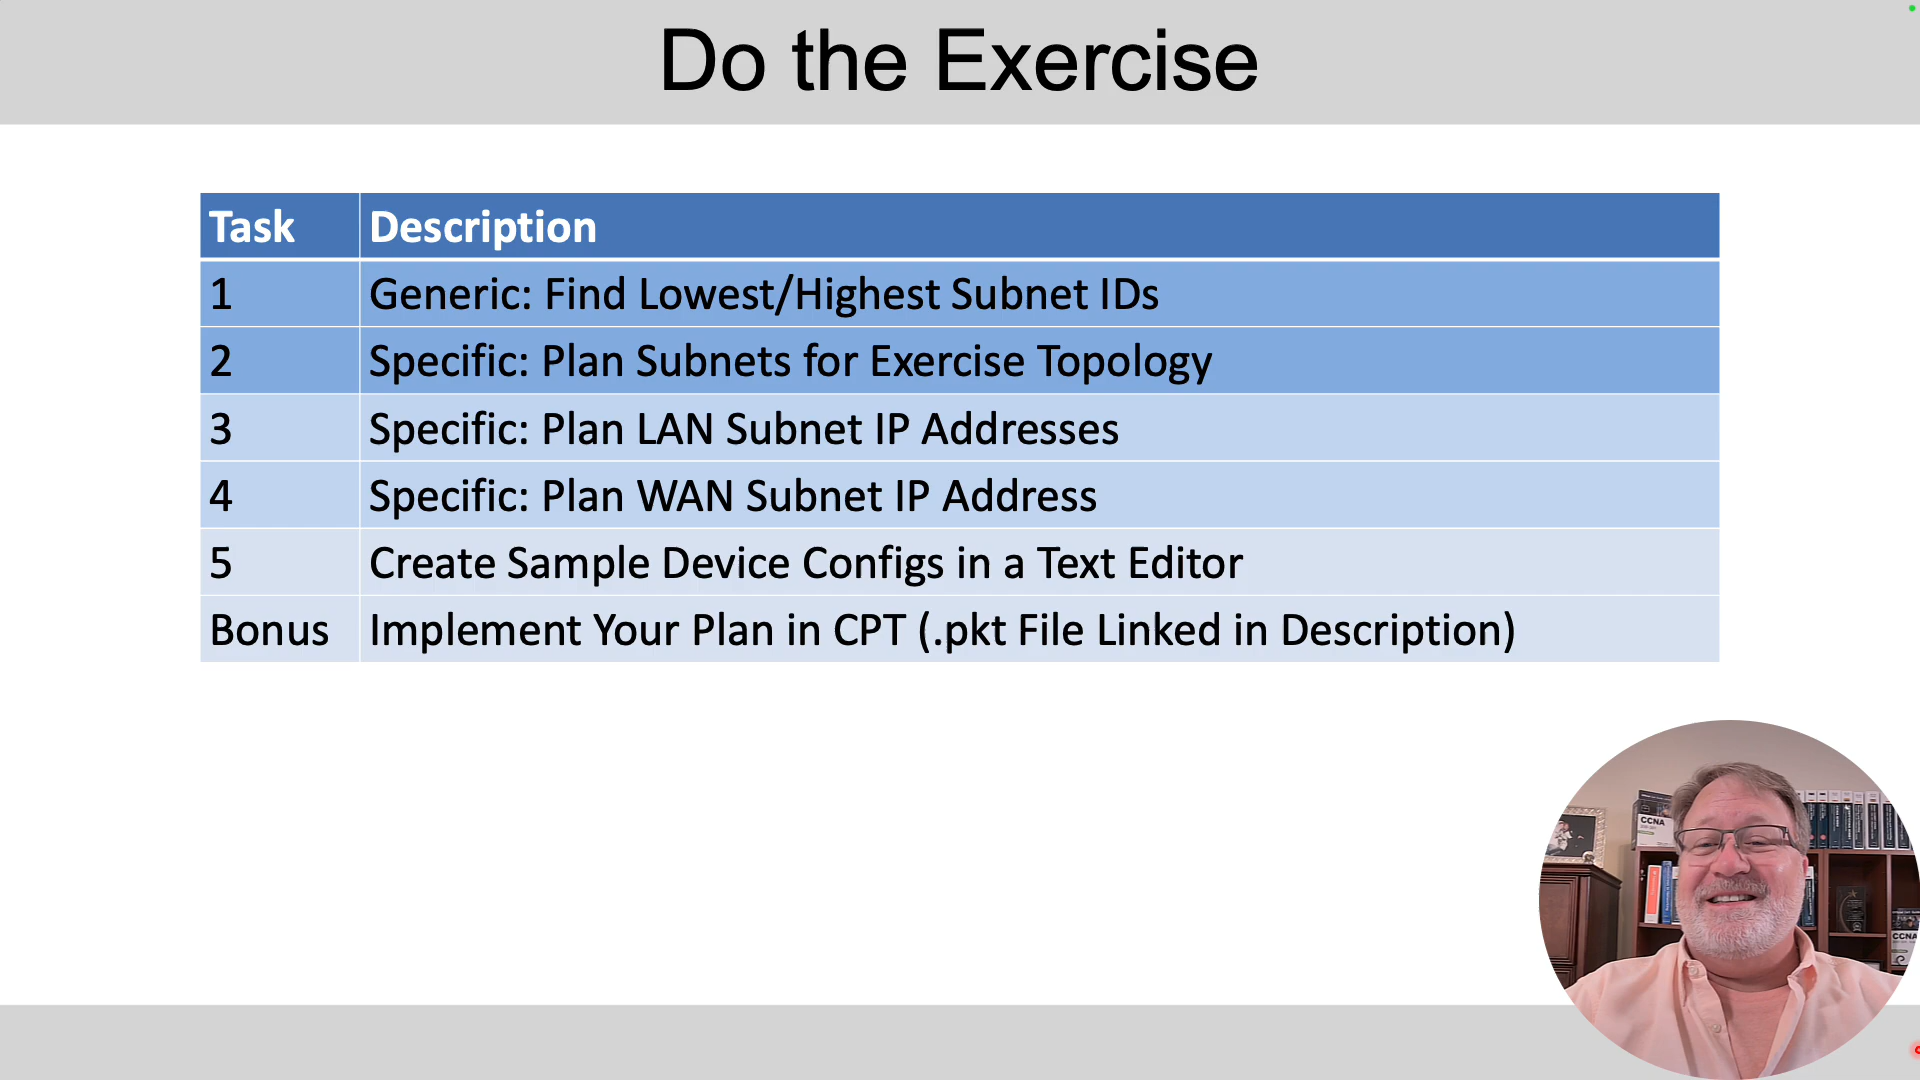 Do the Exercise
Task Description
1 Generic: Find Lowest/Highest Subnet IDs
2 Specific: Plan Subnets for Exercise Topology
3 Specific: Plan LAN Subnet IP Addresses
4 Specific: Plan WAN Subnet IP Address
5 Create Sample Device Configs in a Text Editor
Bonus Implement Your Plan in CPT (.pkt File Linked in Description)
CCNA
CCNA